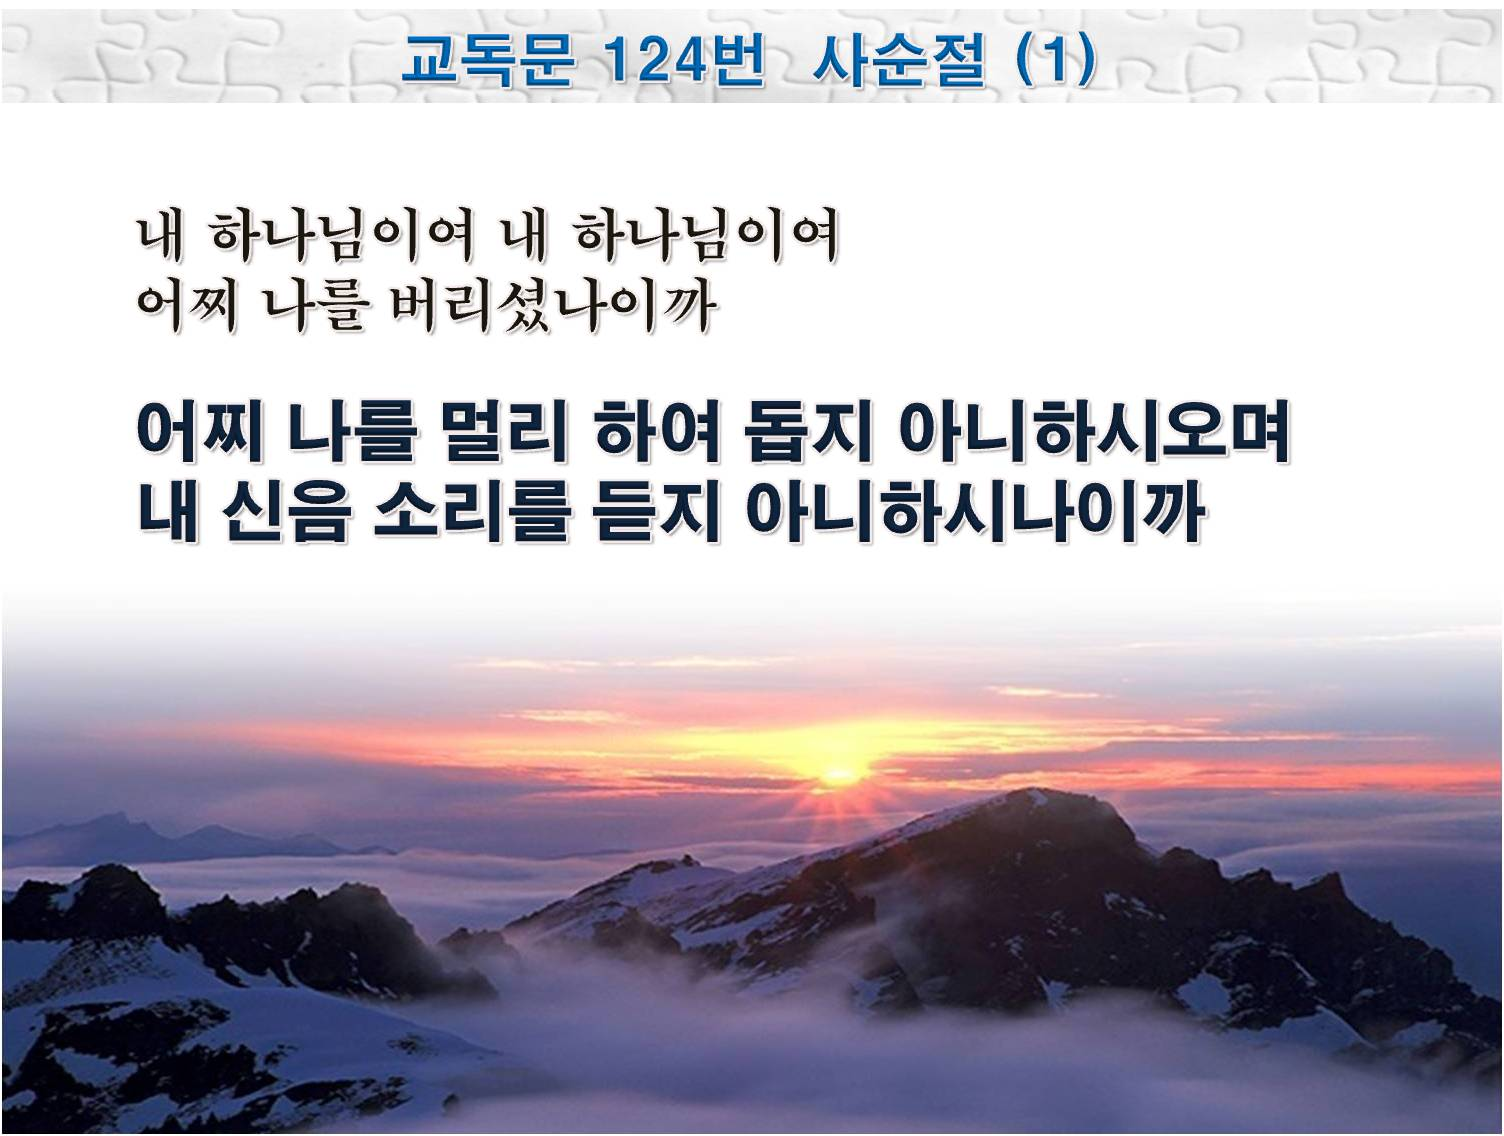 교독문 124번 사순절 (1)
내 하나님이여 내 하나님이여
어찌 나를 버리셨나이까
어찌 나를 멀리 하여 돕지 아니하시오며
내 신음 소리를 듣지 아니하시나이까